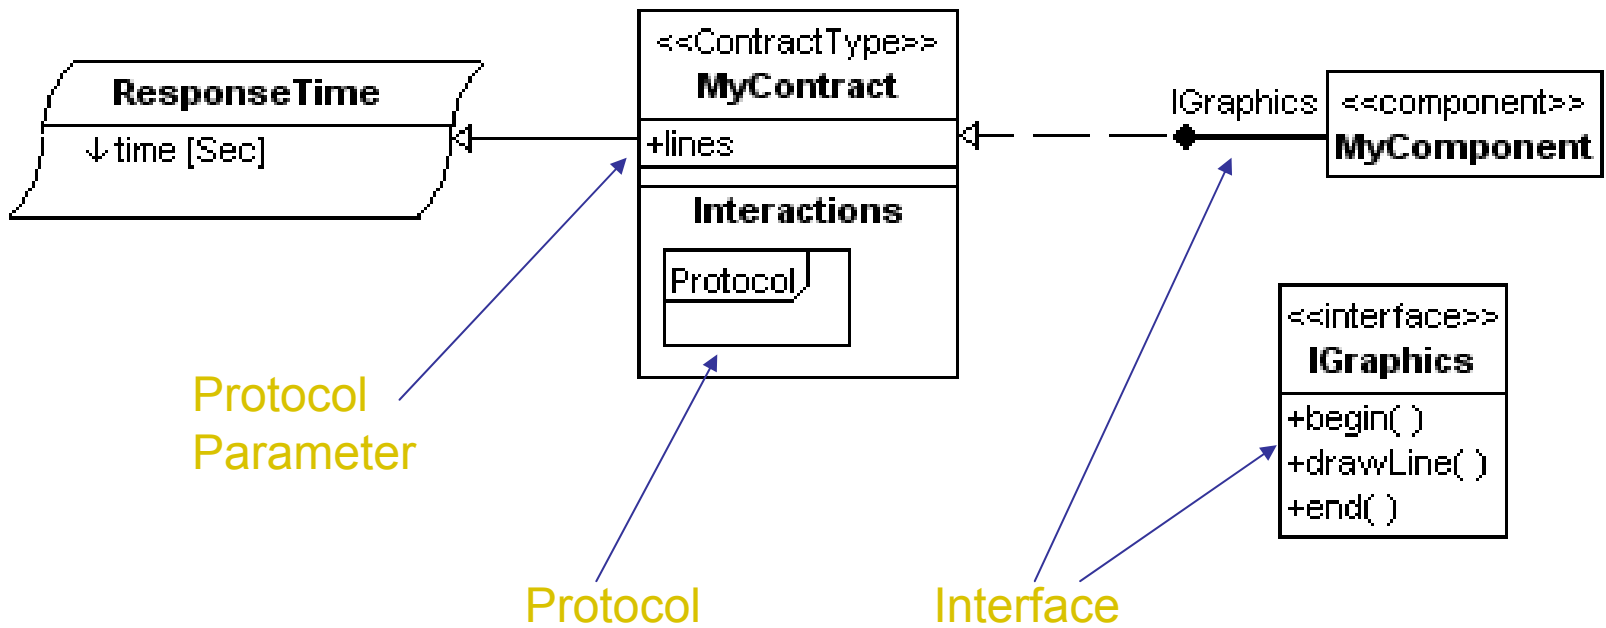 ResponseTime
↓time [Sec]
<<ContractType>>
MyContract
+lines
Interactions
Protocol
IGraphics
<<component>>
MyComponent
<<interface>>
IGraphics
+begin( )
+drawLine( )
+end( )
Protocol
Parameter
Protocol
Interface